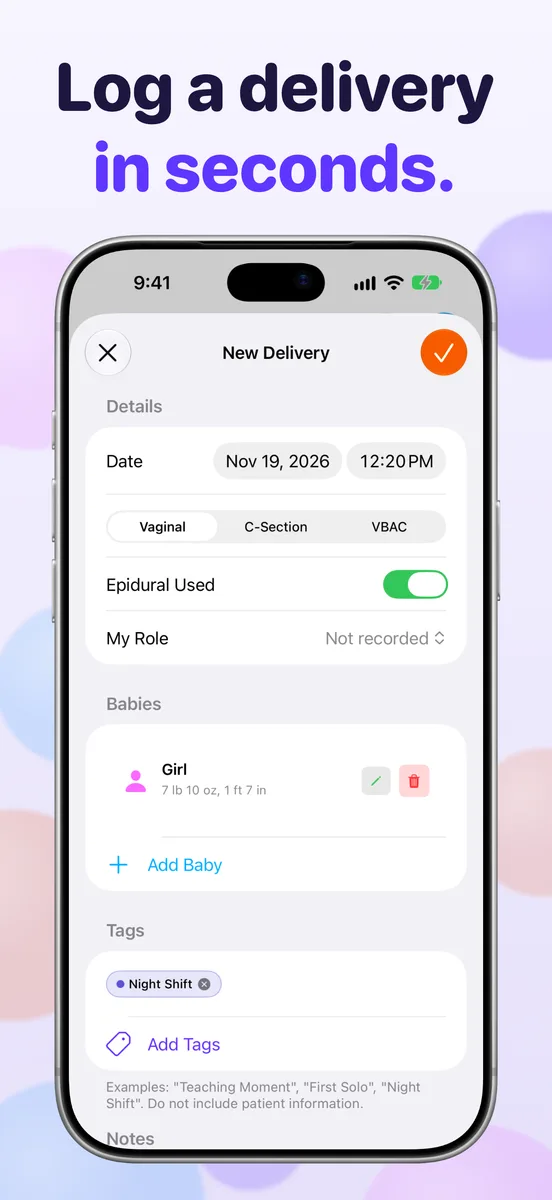 Log a delivery
in seconds.
9:41
New Delivery
Details
Date
Nov 19, 2026
12:20 PM
Vaginal
C-Section
VBAC
Epidural Used
My Role
Not recorded
Babies
Girl
7 lb 10 oz, 1 ft 7 in
Add Baby
Tags
Night Shift
Add Tags
Examples: "Teaching Moment", "First Solo", "Night
Shift". Do not include patient information.
Notes